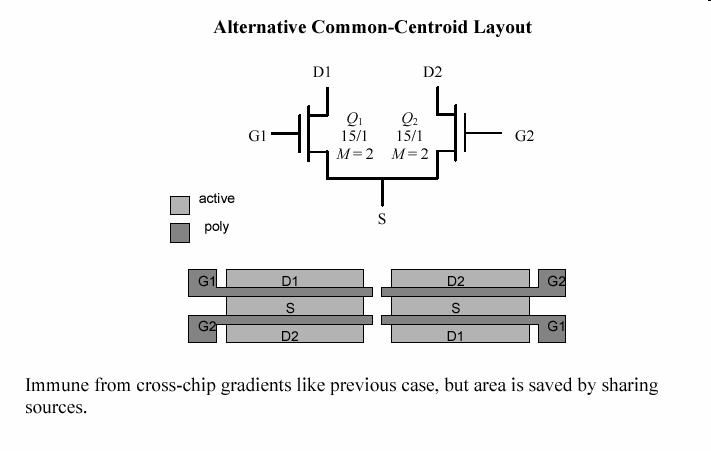 Alternative Common-Centroid Layout
D1 D2
Q1 Q2
G1 15/1 15/1 G2
M=2 M=2
active
S
poly
G1 D1 D2 G2
S S
G2 D2 D1 G1
Immune from cross-chip gradients like previous case, but area is saved by sharing
sources.